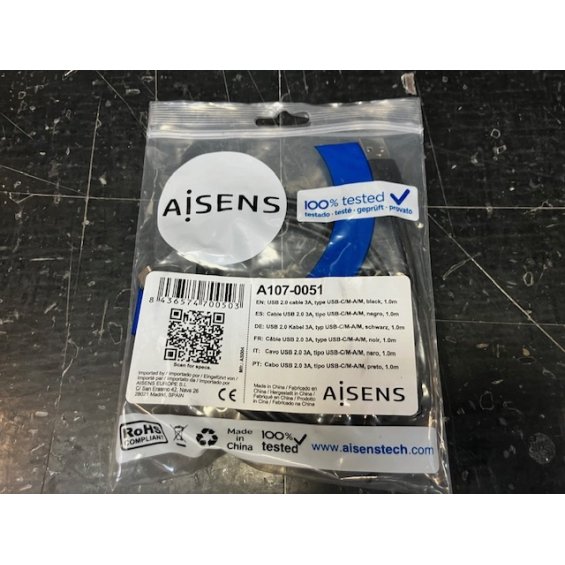 AiSENS
100% tested
testado · testé · geprüft · provato
8 436574 700503
A107-0051
EN: USB 2.0 cable 3A, type USB-C/M-A/M, black, 1.0m
ES: Cable USB 2.0 3A, tipo USB-C/M-A/M, negro, 1.0m
DE: USB 2.0 Kabel 3A, typ USB-C/M-A/M, schwarz, 1.0m
FR: Câble USB 2.0 3A, type USB-C/M-A/M, noir, 1.0m
IT: Cavo USB 2.0 3A, tipo USB-C/M-A/M, nero, 1.0m
PT: Cabo USB 2.0 3A, tipo USB-C/M-A/M, preto, 1.0m
Scan for specs.
Imported by / Importado por / Eingeführt von /
Importé par / importado da / Importado por
AISENS EUROPE S.L.
C/ San Erasmo 42, Nave 26
28021 Madrid, SPAIN
CE
Made in China / Fabricado en
China / Hergestellt in China /
Fabriqué en China / Prodotto
in Cina / Fabricado na China
AiSENS
RoHS
COMPLIANT
Made in
China
100%
tested
www.aisenstech.com